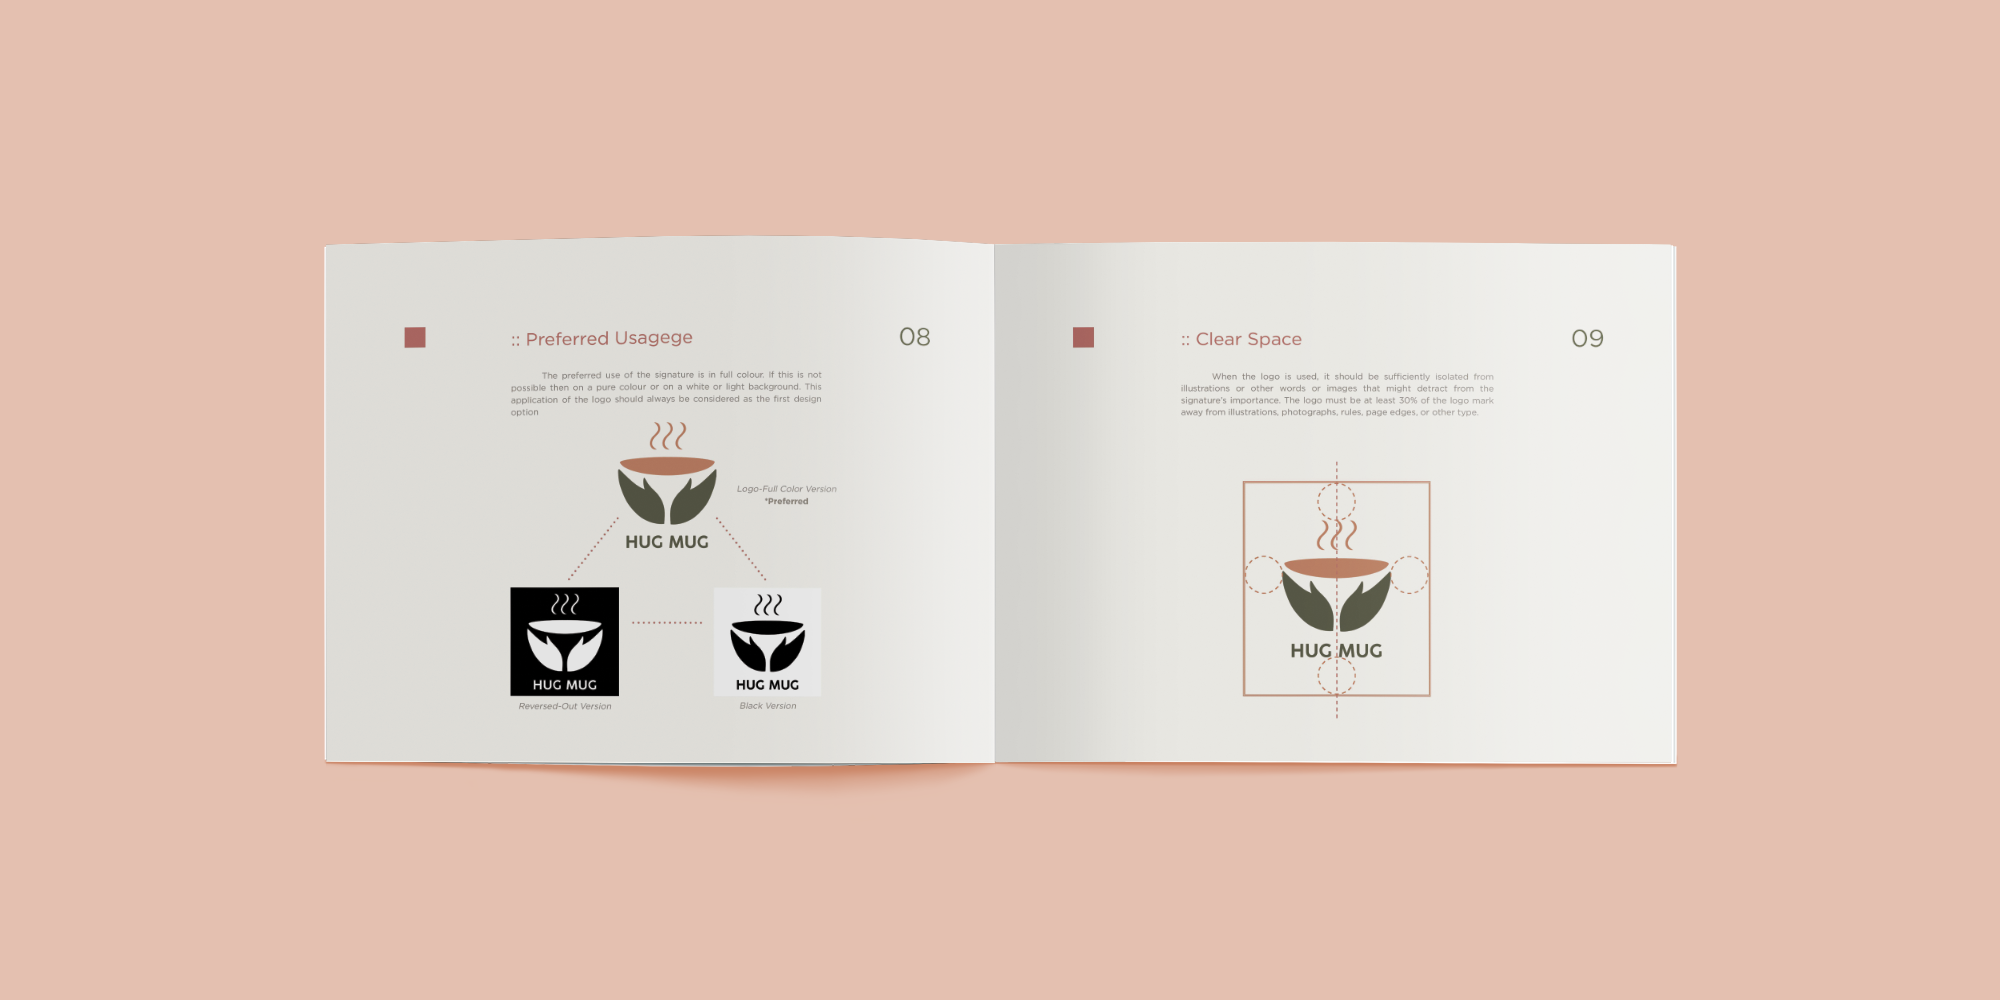 :: Preferred Usagege
08
The preferred use of the signature is in full colour. if this is not
possible then on a pure colour or on a white or light background. This
application of the logo should always be considered as the first design
option
Logo-Full Color Version
*Preferred
HUG MUG
HUG MUG
Reversed-Out Version
HUG MUG
Black Version
:: Clear Space
09
When the logo is used, it should be sufficiently isolated from
illustrations or other words or images that might detract from the
signature's importance. The logo must be at least 30% of the logo mark
away from illustrations, photographs, rules, page edges, or other type.
HUG MUG